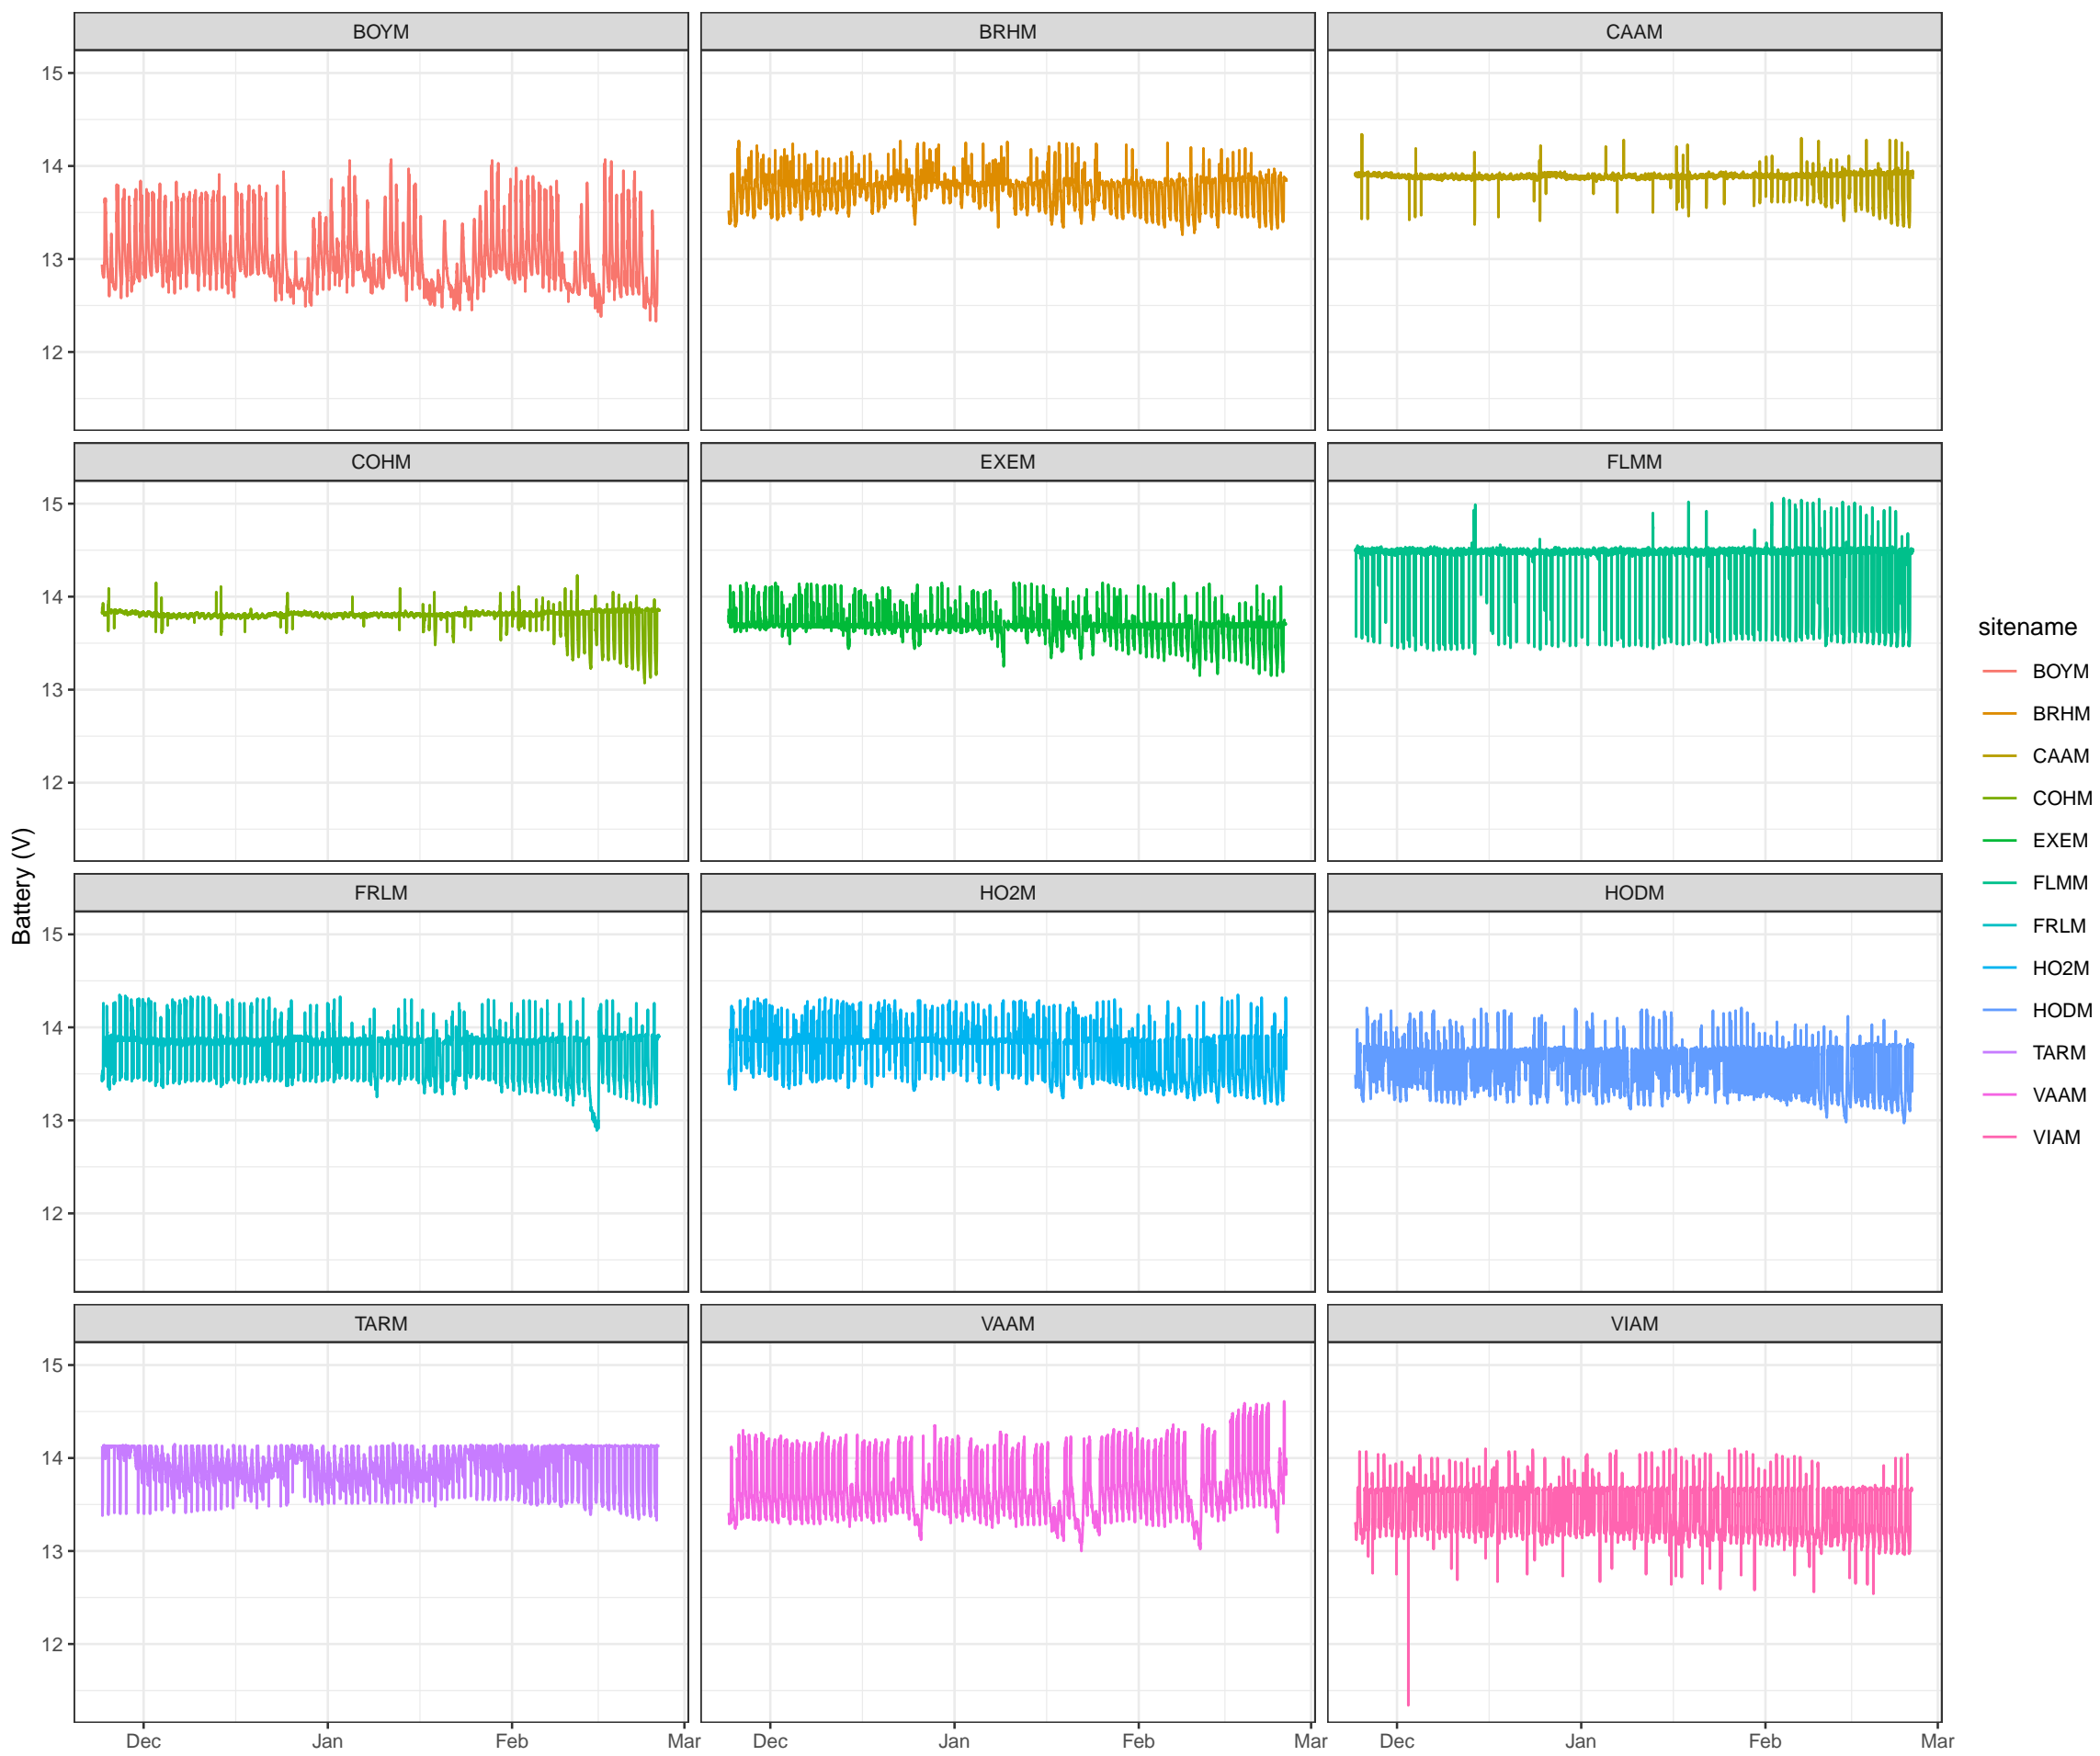 BOYM BRHM CAAM
15
14
13
12
COHM EXEM FLMM
15
14
13
12
FRLM HO2M HODM
15
14
13
12
TARM VAAM VIAM
15
14
13
12
Dec Jan Feb Mar Dec Jan Feb Mar Dec Jan Feb Mar
Battery (V)
sitename
BOYM
BRHM
CAAM
COHM
EXEM
FLMM
FRLM
HO2M
HODM
TARM
VAAM
VIAM